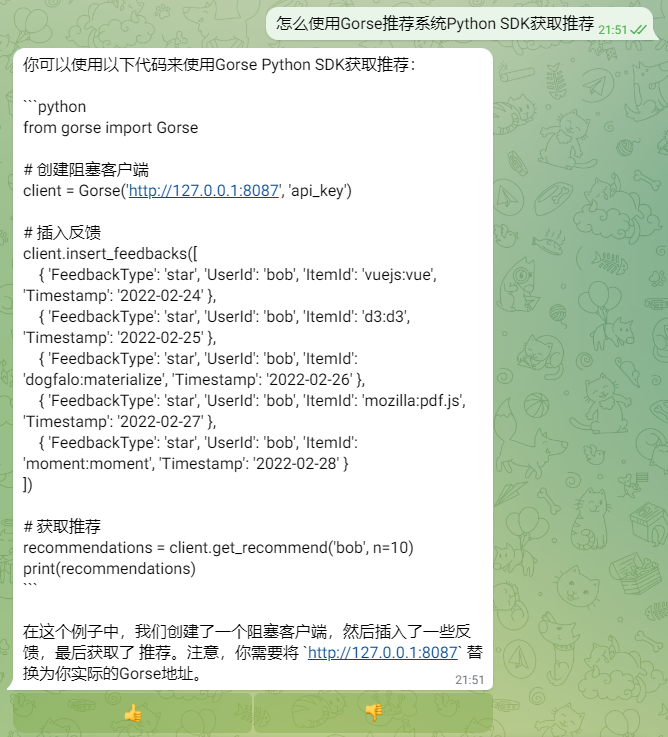 怎么使用Gorse推荐系统Python SDK获取推荐
21:51
你可以使用以下代码来使用Gorse Python SDK获取推荐：
```python
from gorse import Gorse
# 创建阻塞客户端
client = Gorse('http://127.0.0.1:8087', 'api_key')
# 插入反馈
client.insert_feedbacks([
    { 'FeedbackType': 'star', 'UserId': 'bob', 'ItemId': 'vuejs:vue',
'Timestamp': '2022-02-24' },
    { 'FeedbackType': 'star', 'UserId': 'bob', 'ItemId': 'd3:d3',
'Timestamp': '2022-02-25' },
    { 'FeedbackType': 'star', 'UserId': 'bob', 'ItemId':
'dogfalo:materialize', 'Timestamp': '2022-02-26' },
    { 'FeedbackType': 'star', 'UserId': 'bob', 'ItemId': 'mozilla:pdf.js',
'Timestamp': '2022-02-27' },
    { 'FeedbackType': 'star', 'UserId': 'bob', 'ItemId':
'moment:moment', 'Timestamp': '2022-02-28' }
])
# 获取推荐
recommendations = client.get_recommend('bob', n=10)
print(recommendations)
```
在这个例子中，我们创建了一个阻塞客户端，然后插入了一些反
馈，最后获取了 推荐。注意，你需要将 `http://127.0.0.1:8087` 替
换为你实际的Gorse地址。
21:51